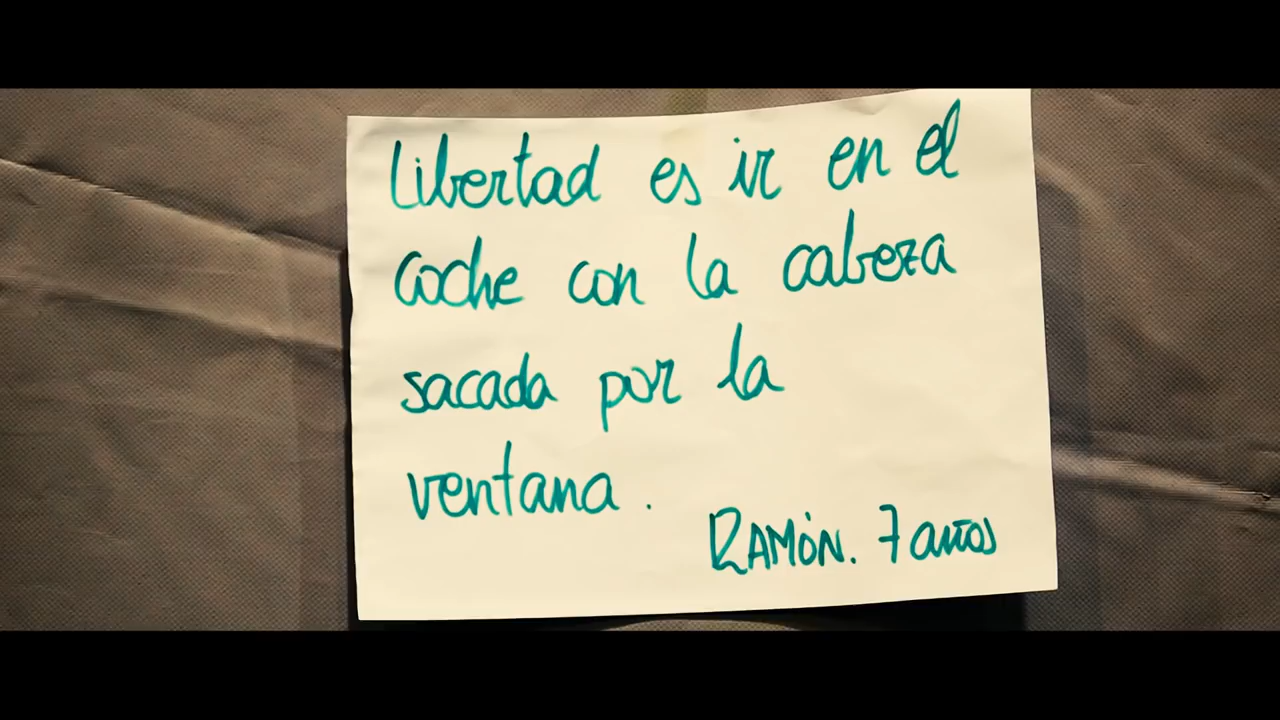 Libertad es ir en el
coche con la cabeza
sacada por la
ventana.
RAMÓN. 7 años